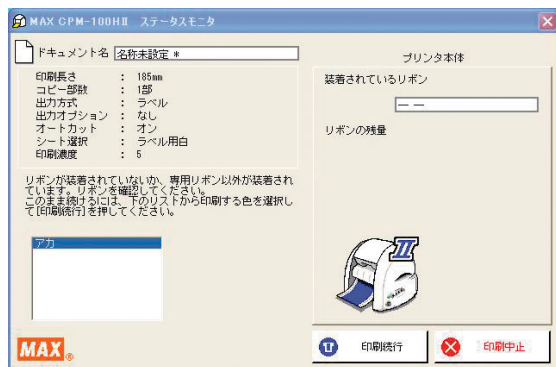 MAX CPM-100HⅡ ステータスモニタ
ドキュメント名 名称未設定 *
印刷長さ : 185mm
コピー部数 : 1部
出力方式 : ラベル
出力オプション : なし
オートカット : オン
シート選択 : ラベル用白
印刷濃度 : 5
リボンが装着されていないか、専用リボン以外が装着され
ています。リボンを確認してください。
このまま続けるには、下のリストから印刷する色を選択し
て[印刷続行]を押してください。
アカ
MAX®
プリンタ本体
装着されているリボン
— —
リボンの残量
Ⅱ
印刷続行
印刷中止